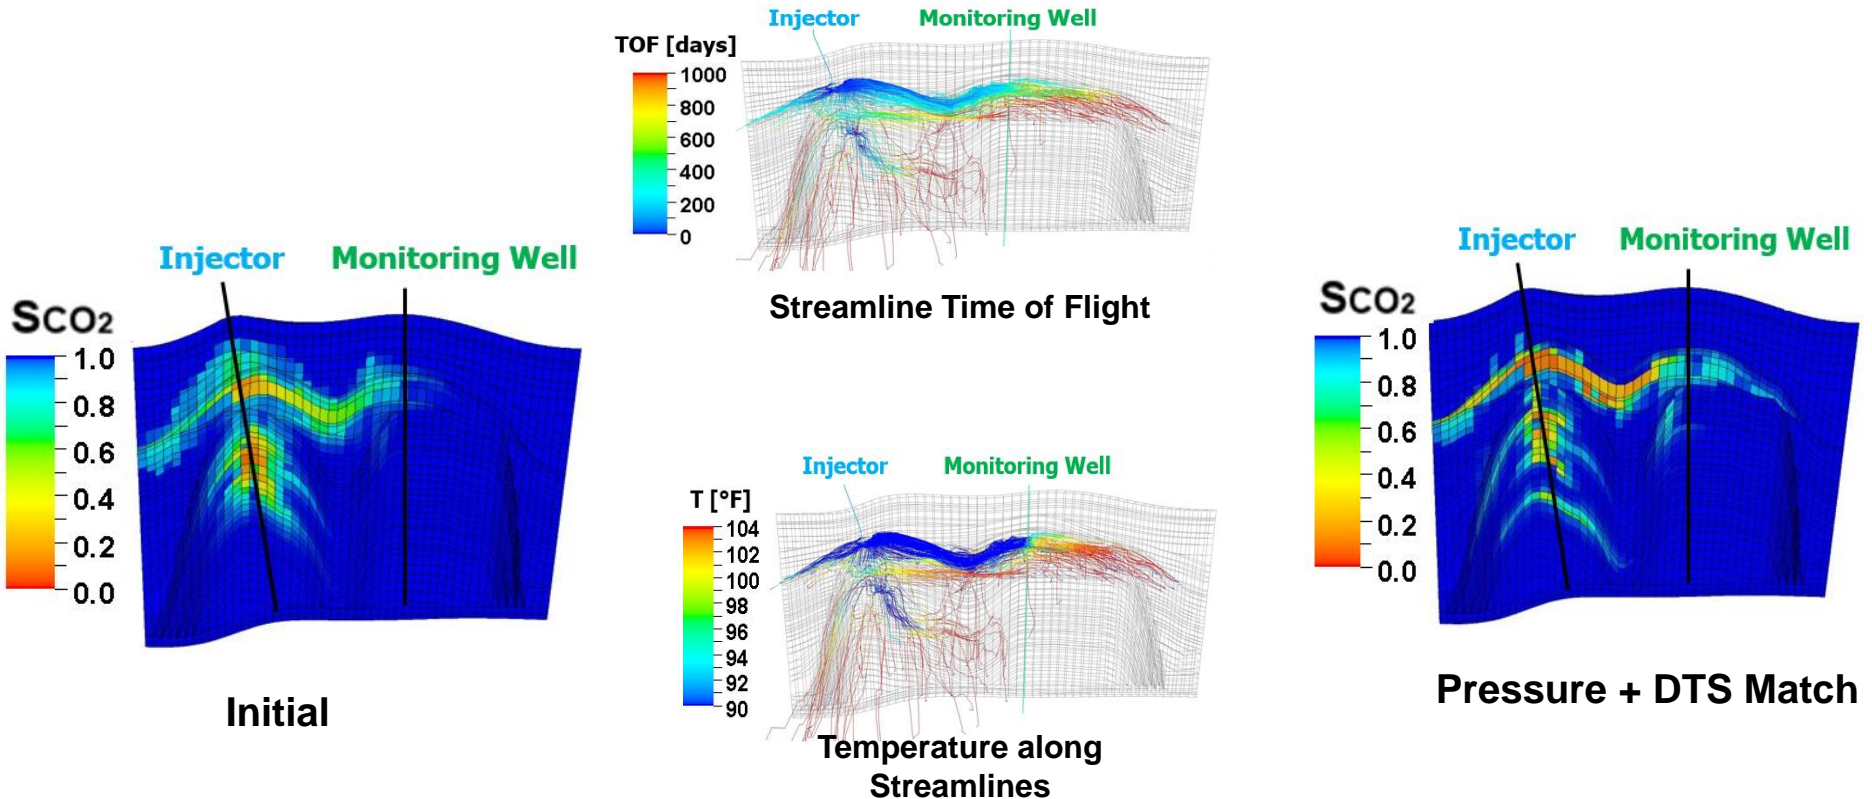 Injector Monitoring Well
SCO2
1.0
0.8
0.6
0.4
0.2
0.0
Initial
Injector Monitoring Well
TOF [days]
1000
800
600
400
200
0
Streamline Time of Flight
Injector Monitoring Well
T [°F]
104
102
100
98
96
94
92
90
Temperature along
Streamlines
Injector Monitoring Well
SCO2
1.0
0.8
0.6
0.4
0.2
0.0
Pressure + DTS Match